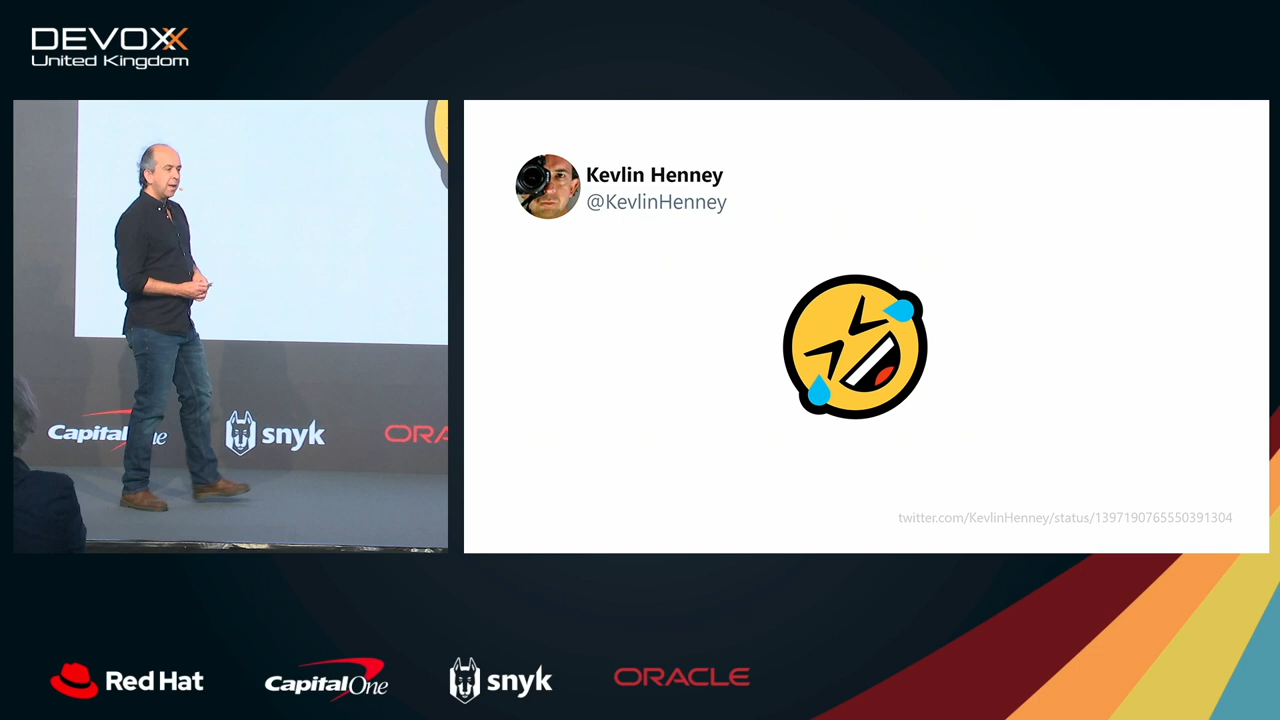 DEVOXX
United Kingdom
Kevlin Henney
@KevlinHenney
twitter.com/KevlinHenney/status/1397190765550391304
Capital One
snyk
ORA
Red Hat
Capital One
snyk
ORACLE